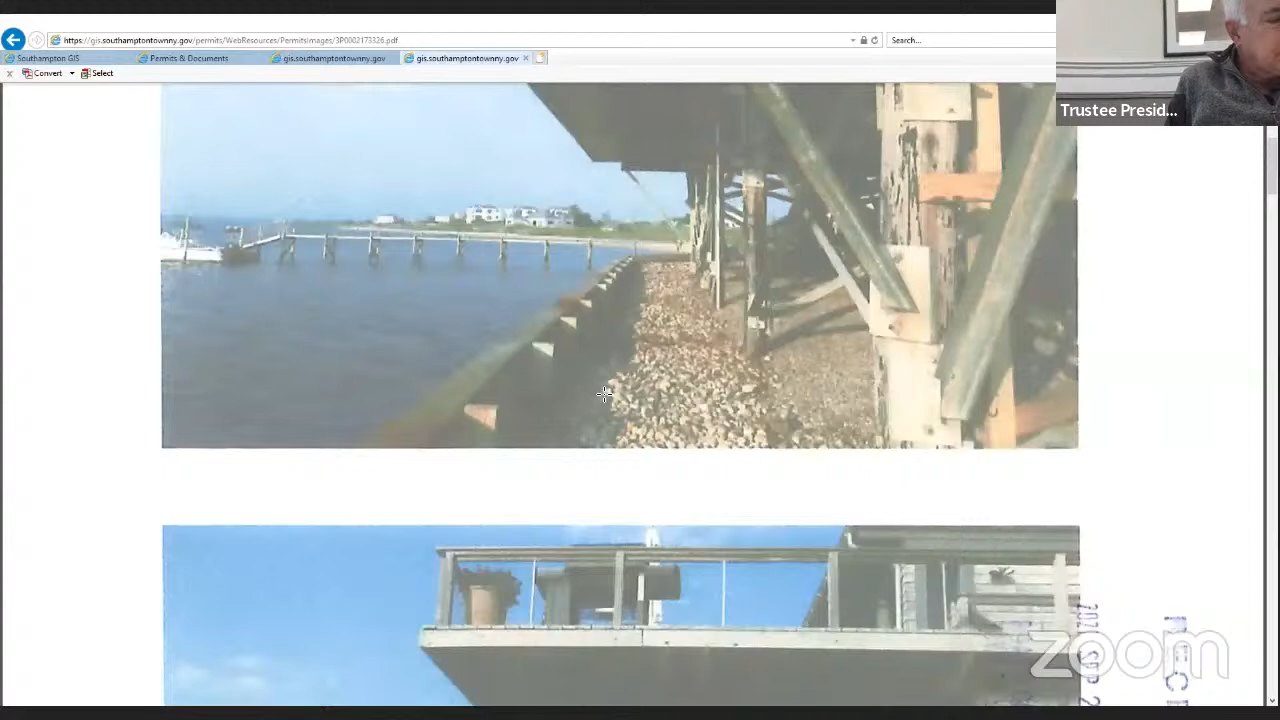 https://gis.southamptontownny.gov/permits/WebResources/PermitsImages/3P0002173326.pdf
Search...
Southampton GIS
Permits & Documents
gis.southamptontownny.gov
gis.southamptontownny.gov
x Convert Select
Trustee Presid...
zoom